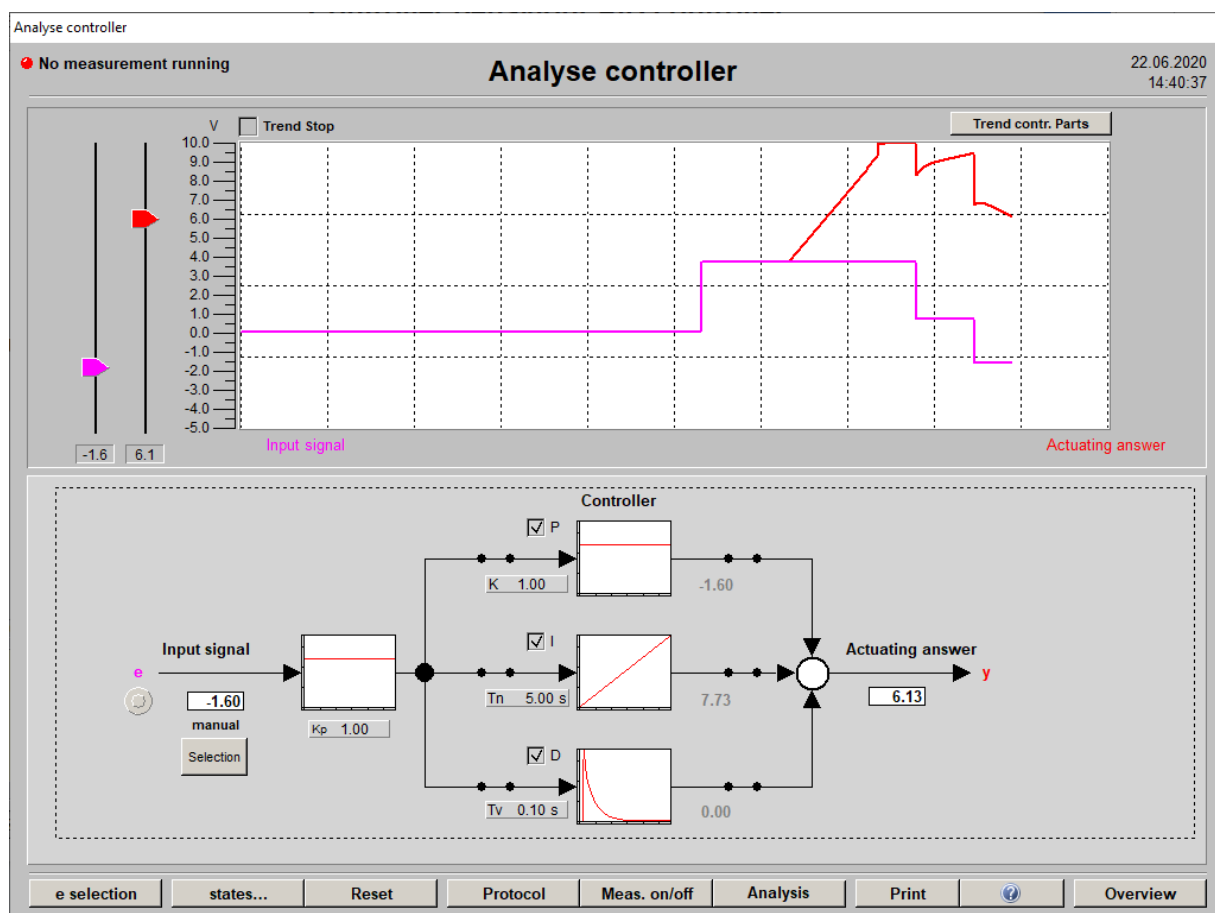 Analyse controller
No measurement running
Analyse controller
22.06.2020
14:40:37
V
Trend Stop
Trend contr. Parts
10.0
9.0
8.0
7.0
6.0
5.0
4.0
3.0
2.0
1.0
0.0
-1.0
-2.0
-3.0
-4.0
-5.0
-1.6
6.1
Input signal
Actuating answer
Controller
P
K 1.00
-1.60
Input signal
e
-1.60
manual
Selection
Kp 1.00
I
Tn 5.00 s
7.73
Actuating answer
y
6.13
D
Tv 0.10 s
0.00
e selection
states...
Reset
Protocol
Meas. on/off
Analysis
Print
?
Overview